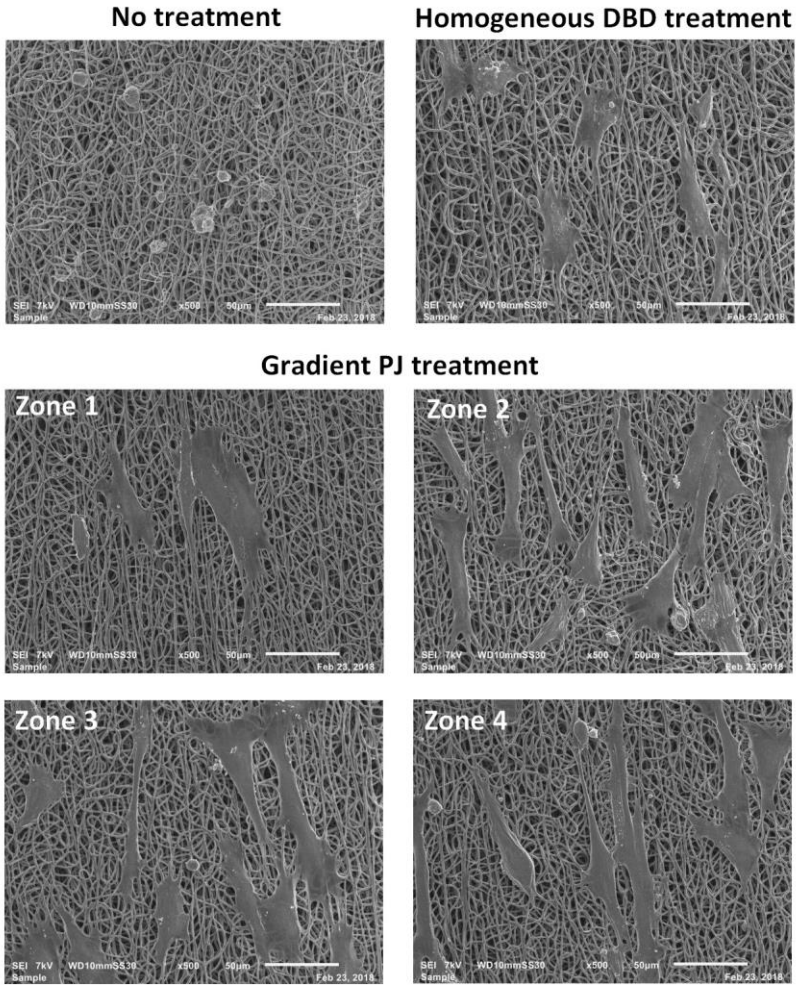 No treatment
Homogeneous DBD treatment
SEI 7kV WD10mmSS30 x500 50µm
Sample Feb 23, 2018
SEI 7kV WD10mmSS30 x500 50µm
Sample Feb 23, 2018
Gradient PJ treatment
Zone 1
Zone 2
SEI 7kV WD10mmSS30 x500 50µm
Sample Feb 23, 2018
SEI 7kV WD10mmSS30 x500 50µm
Sample Feb 23, 2018
Zone 3
Zone 4
SEI 7kV WD10mmSS30 x500 50µm
Sample Feb 23, 2018
SEI 7kV WD10mmSS30 x500 50µm
Sample Feb 23, 2018